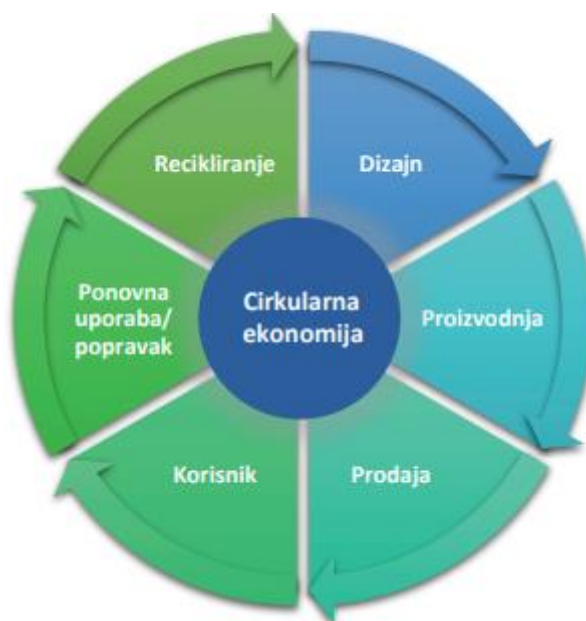 Recikliranje
Dizajn
Ponovna
uporaba/
popravak
Cirkularna
ekonomija
Proizvodnja
Korisnik
Prodaja